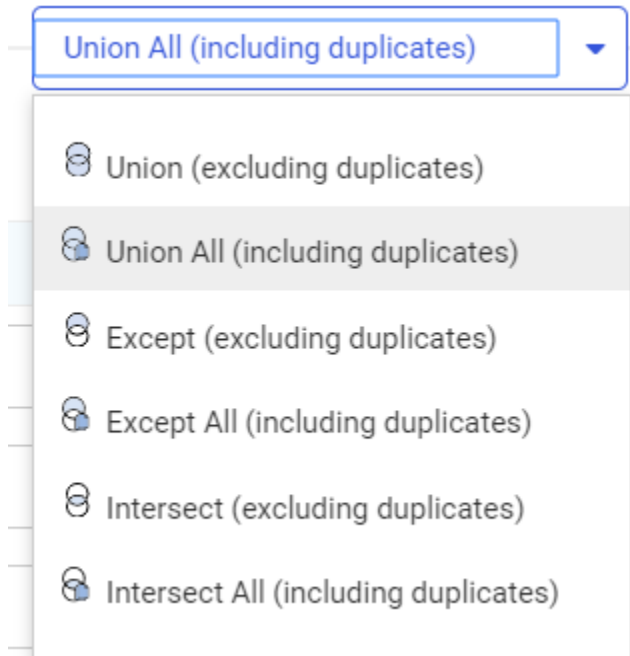 Union All (including duplicates)
Union (excluding duplicates)
Union All (including duplicates)
Except (excluding duplicates)
Except All (including duplicates)
Intersect (excluding duplicates)
Intersect All (including duplicates)